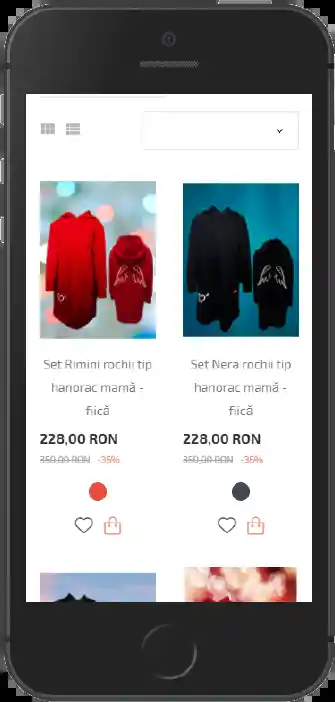 Set Rimini rochii tip
hanorac mamă -
fiică
228,00 RON
350,00 RON -35%
Set Nera rochii tip
hanorac mamă -
fiică
228,00 RON
350,00 RON -35%